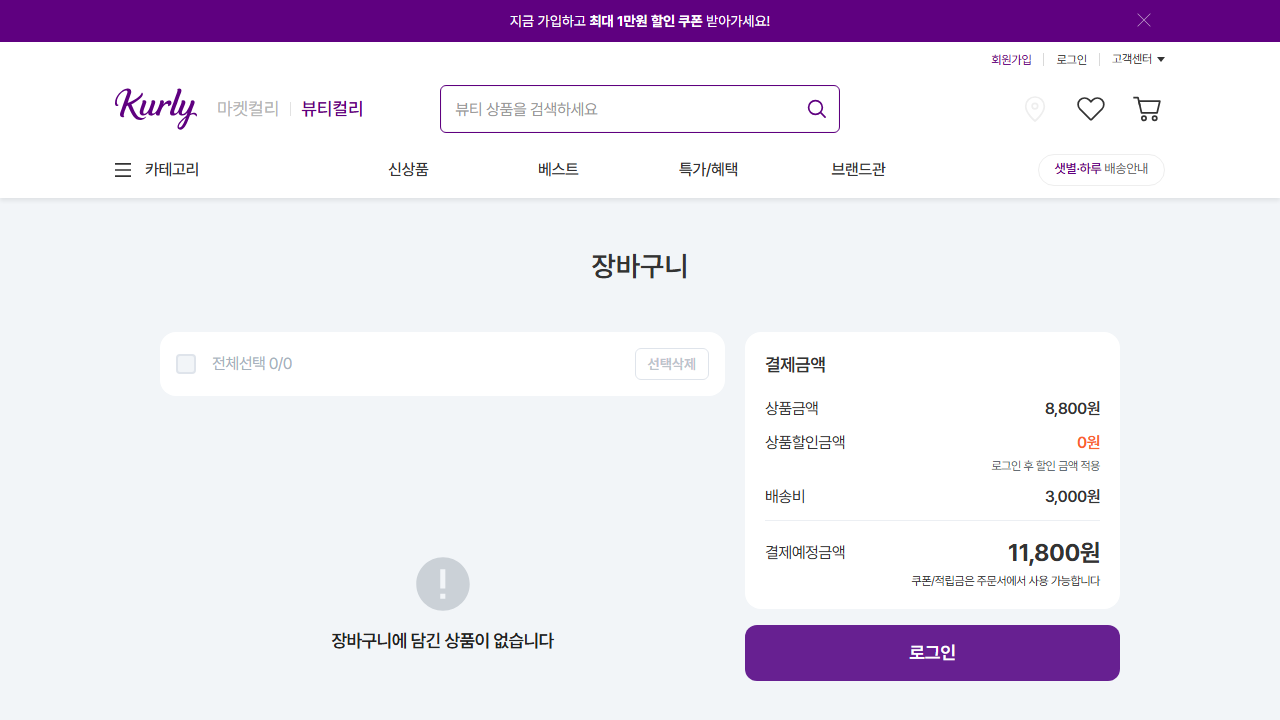 지금 가입하고 최대 1만원 할인 쿠폰 받아가세요!
회원가입 로그인 고객센터
Kurly 마켓컬리 뷰티컬리 뷰티 상품을 검색하세요
카테고리 신상품 베스트 특가/혜택 브랜드관 샛별·하루 배송안내
장바구니
전체선택 0/0 선택삭제
장바구니에 담긴 상품이 없습니다
결제금액
상품금액 8,800원
상품할인금액 0원
로그인 후 할인 금액 적용
배송비 3,000원
결제예정금액 11,800원
쿠폰/적립금은 주문서에서 사용 가능합니다
로그인